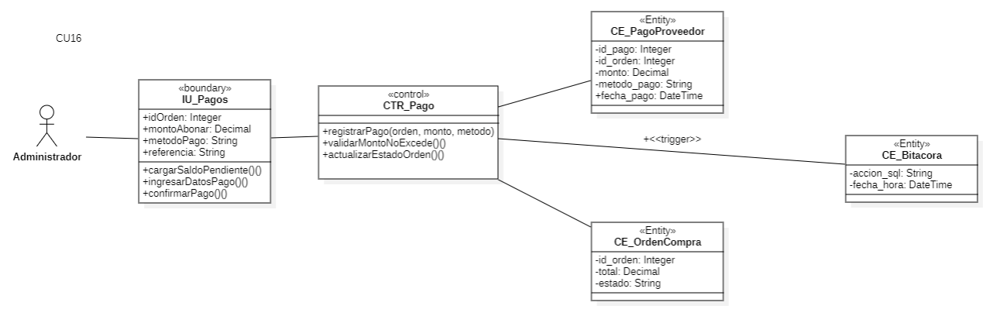 CU16
Administrador
«boundary»
IU_Pagos
+idOrden: Integer
+montoAbonar: Decimal
+metodoPago: String
+referencia: String
+cargarSaldoPendiente()()
+ingresarDatosPago()()
+confirmarPago()()
«control»
CTR_Pago
+registrarPago(orden, monto, metodo)
+validarMontoNoExcede()()
+actualizarEstadoOrden()()
«Entity»
CE_PagoProveedor
-id_pago: Integer
-id_orden: Integer
-monto: Decimal
-metodo_pago: String
+fecha_pago: DateTime
+<<trigger>>
«Entity»
CE_Bitacora
-accion_sql: String
-fecha_hora: DateTime
«Entity»
CE_OrdenCompra
-id_orden: Integer
-total: Decimal
-estado: String